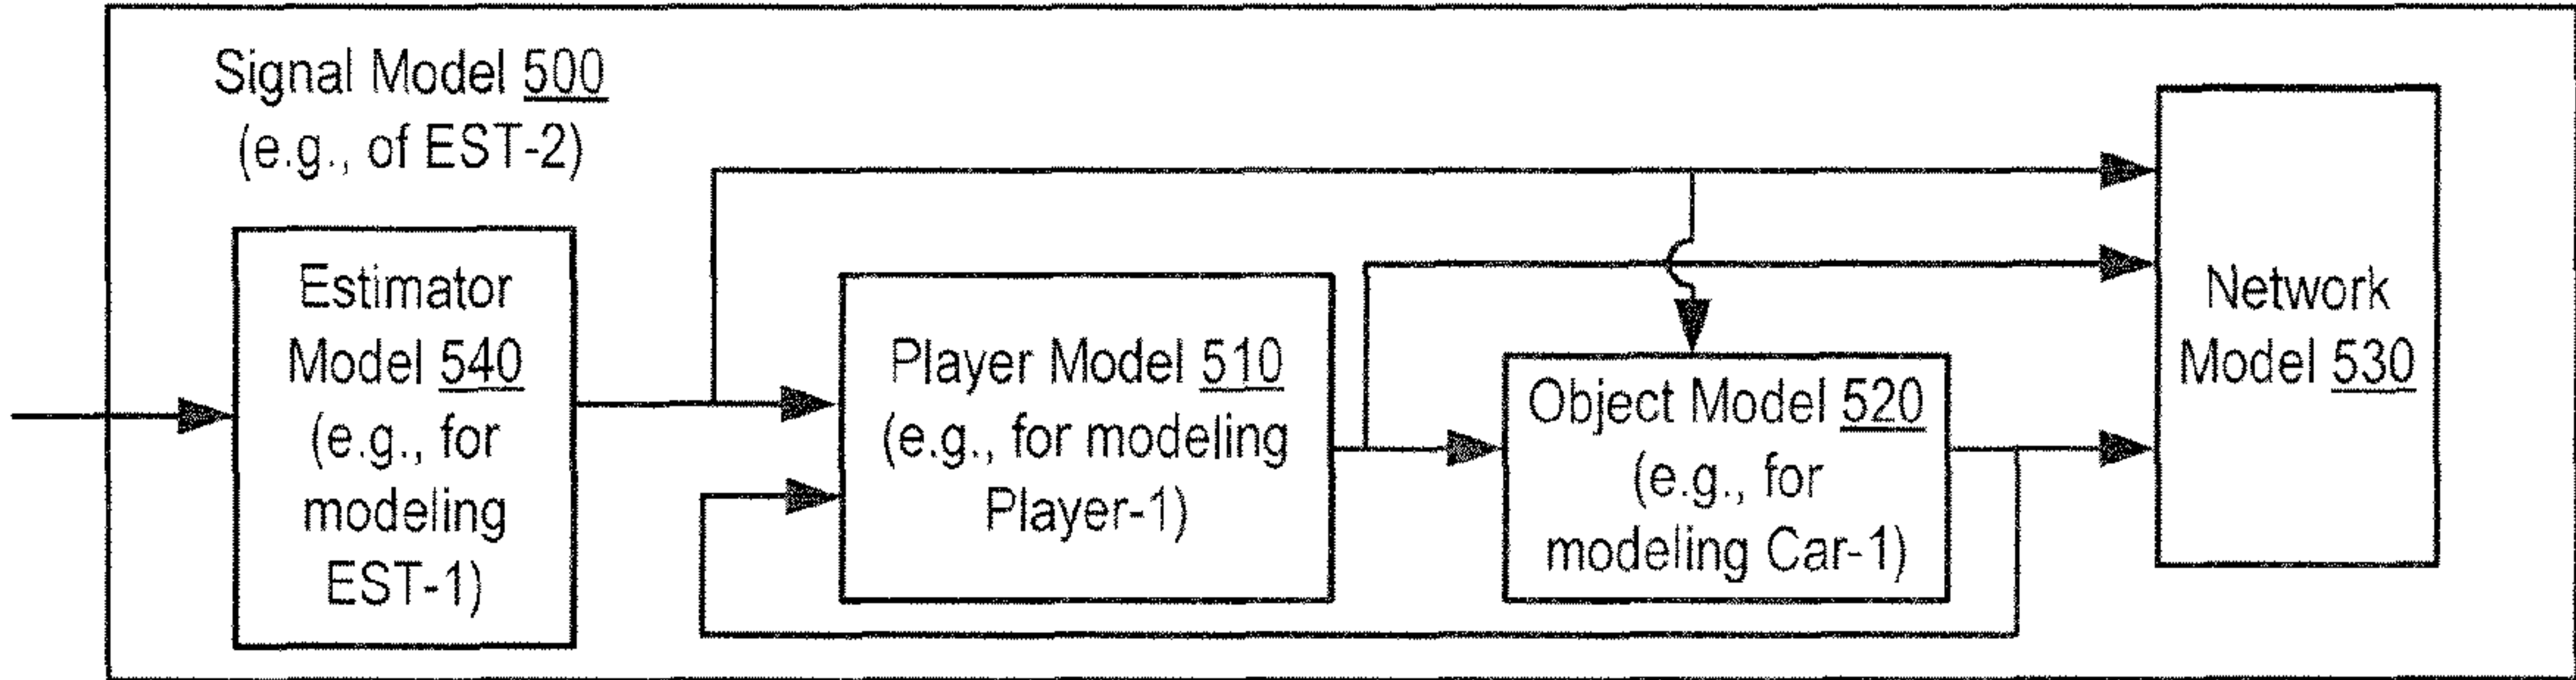 Signal Model 500
(e.g., of EST-2)
Estimator
Model 540
(e.g., for
modeling
EST-1)
Player Model 510
(e.g., for modeling
Player-1)
Object Model 520
(e.g., for
modeling Car-1)
Network
Model 530